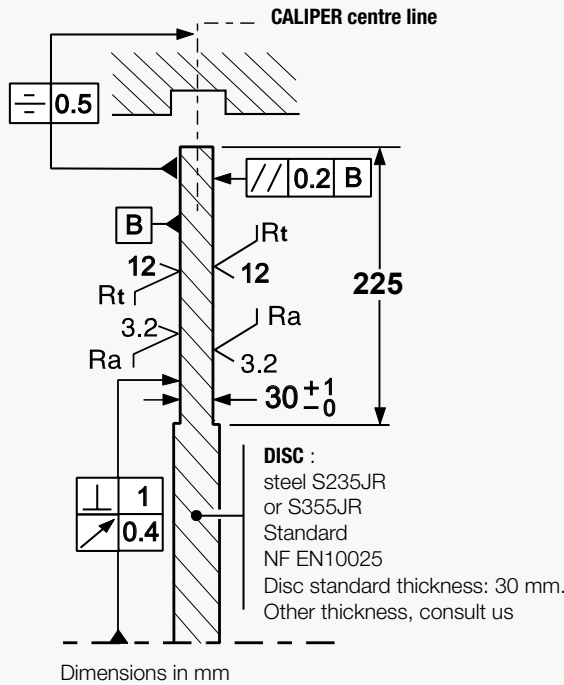 CALIPER centre line
0.5
// 0.2 B
B
Rt
12
12
Rt
225
3.2
Ra
Ra
3.2
30 +1 -0
⊥ 1
↗ 0.4
DISC :
steel S235JR
or S355JR
Standard
NF EN10025
Disc standard thickness: 30 mm.
Other thickness, consult us
Dimensions in mm